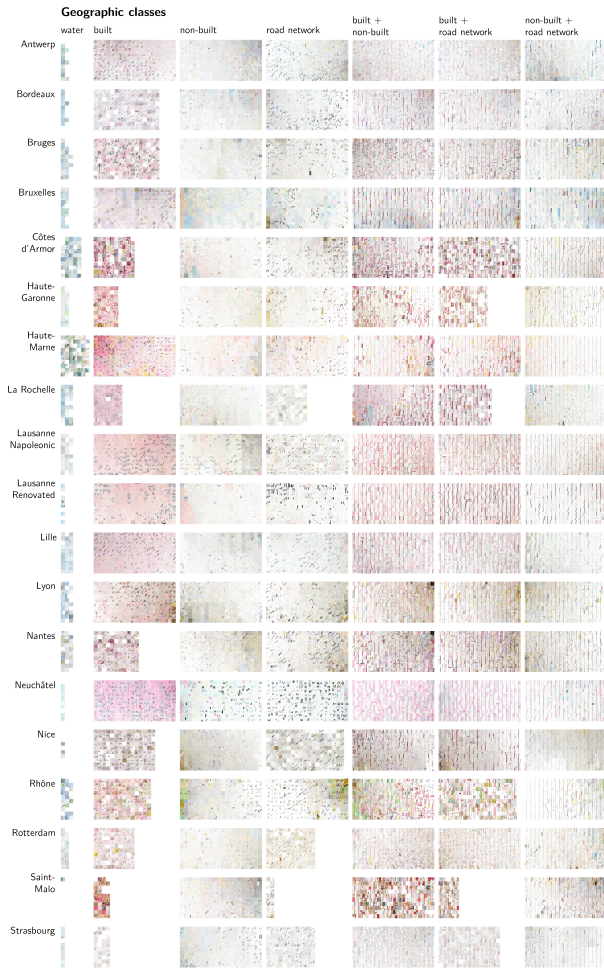 Geographic classes
water built non-built road network built + non-built built + road network non-built + road network
Antwerp
Bordeaux
Bruges
Bruxelles
Côtes
d'Armor
Haute-
Garonne
Haute-
Marne
La Rochelle
Lausanne
Napoleonic
Lausanne
Renovated
Lille
Lyon
Nantes
Neuchâtel
Nice
Rhône
Rotterdam
Saint-
Malo
Strasbourg